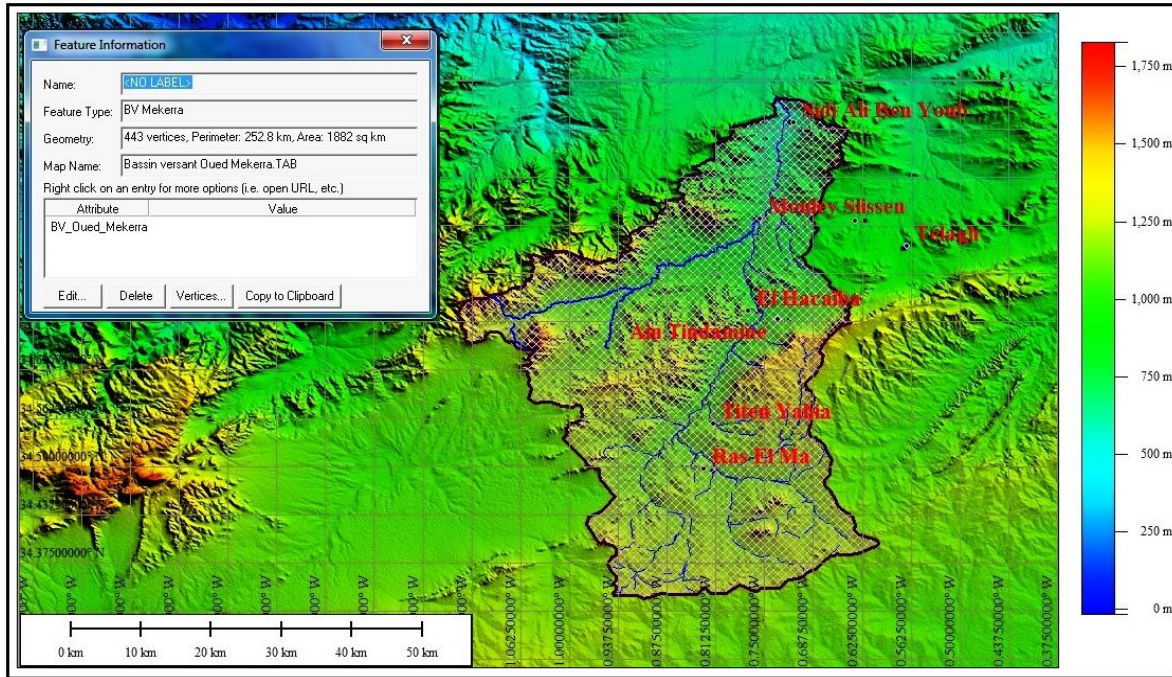 Feature Information
Name: <NO LABEL>
Feature Type: BV Mekerra
Geometry: 443 vertices, Perimeter: 252.8 km, Area: 1882 sq km
Map Name: Bassin versant Oued Mekerra.TAB
Right click on an entry for more options (i.e. open URL, etc.)
Attribute Value
BV_Oued_Mekerra
Edit... Delete Vertices... Copy to Clipboard
Sidi Ali Ben Youb
Mouley Slissen
Telagh
El Hacaiba
Ain Tindamine
Titen Yahia
Ras El Ma
34.37500000° N
1.06250000° W
1.00000000° W
0.93750000° W
0.87500000° W
0.81250000° W
0.75000000° W
0.68750000° W
0.62500000° W
0.56250000° W
0.50000000° W
0.43750000° W
0.37500000° W
0 km 10 km 20 km 30 km 40 km 50 km
1,750 m
1,500 m
1,250 m
1,000 m
750 m
500 m
250 m
0 m